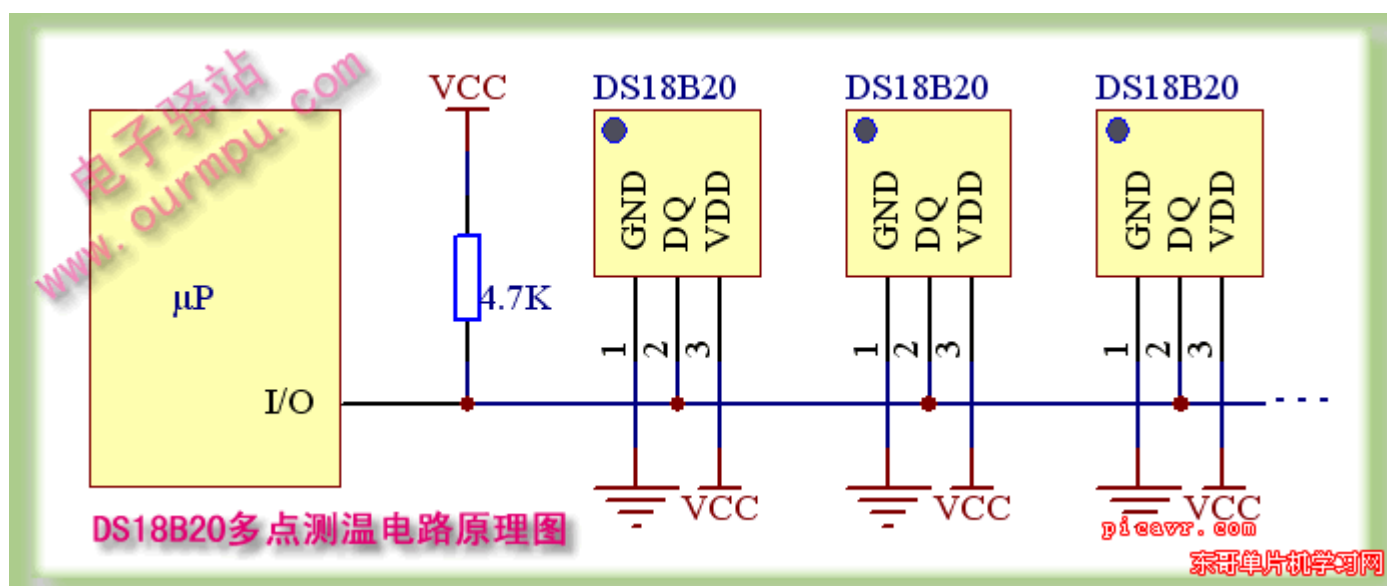 电子驿站
www.ourmpu.com
VCC
DS18B20
DS18B20
DS18B20
GND
DQ
VDD
GND
DQ
VDD
GND
DQ
VDD
μP
4.7K
1
2
3
1
2
3
1
2
3
I/O
VCC
VCC
VCC
DS18B20多点测温电路原理图
picavr.com
东哥单片机学习网